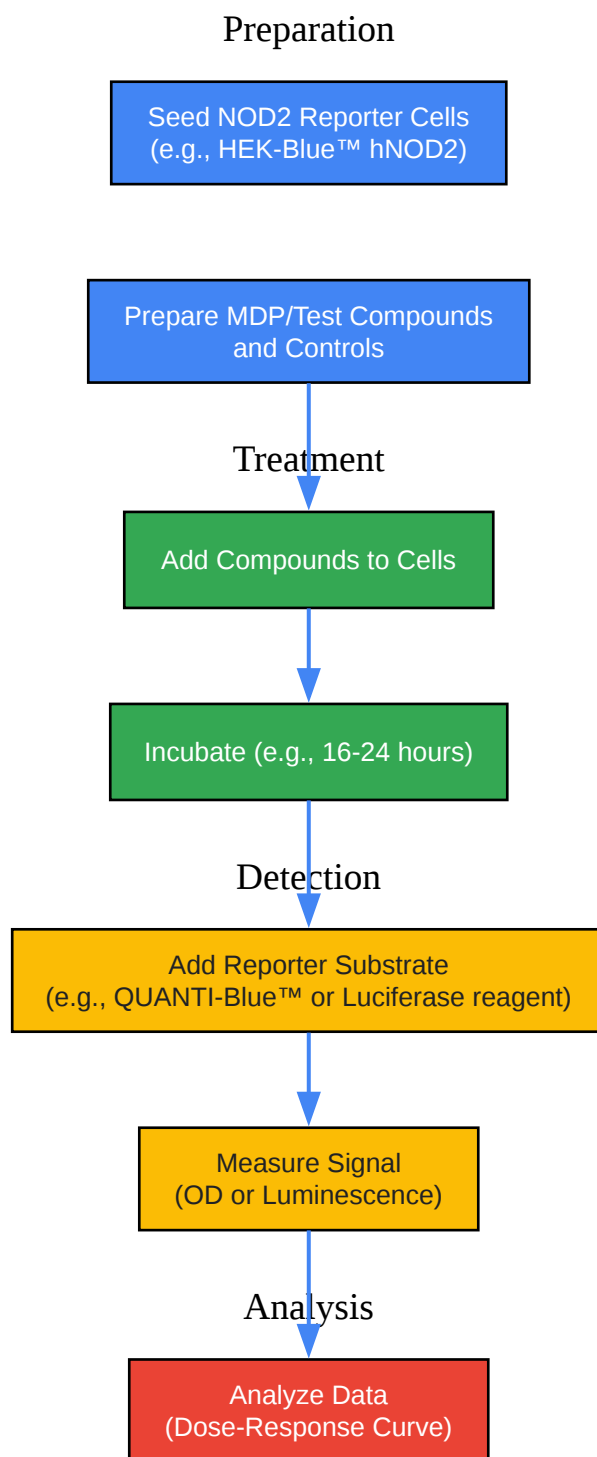 Preparation
Seed NOD2 Reporter Cells
(e.g., HEK-Blue™ hNOD2)
Prepare MDP/Test Compounds
and Controls
Treatment
Add Compounds to Cells
Incubate (e.g., 16-24 hours)
Detection
Add Reporter Substrate
(e.g., QUANTI-Blue™ or Luciferase reagent)
Measure Signal
(OD or Luminescence)
Analysis
Analyze Data
(Dose-Response Curve)